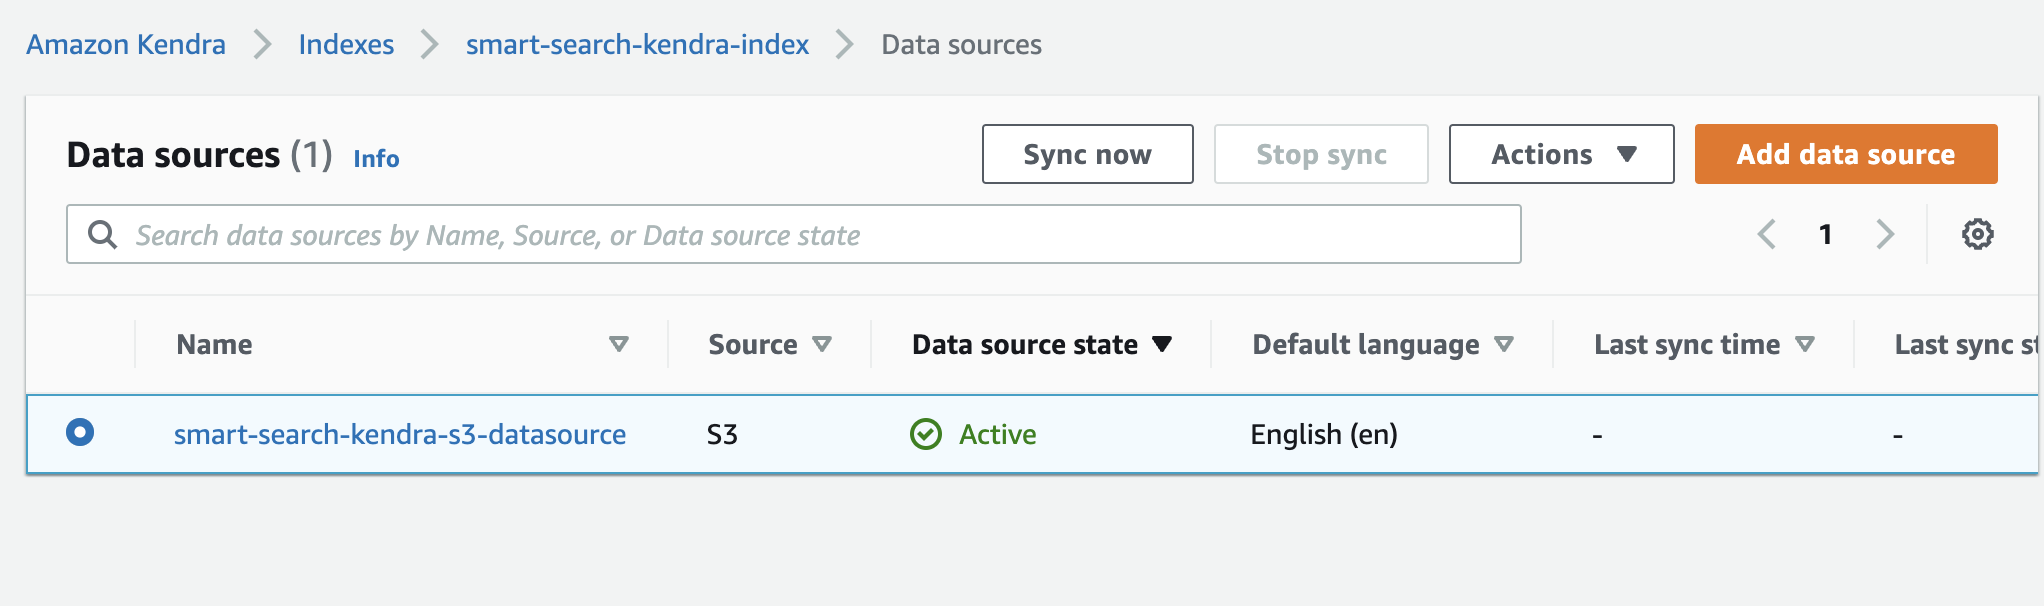 Amazon Kendra Indexes smart-search-kendra-index Data sources
Data sources (1) Info Sync now Stop sync Actions Add data source
Search data sources by Name, Source, or Data source state 1
Name Source Data source state Default language Last sync time Last sync st
smart-search-kendra-s3-datasource S3 Active English (en) - -